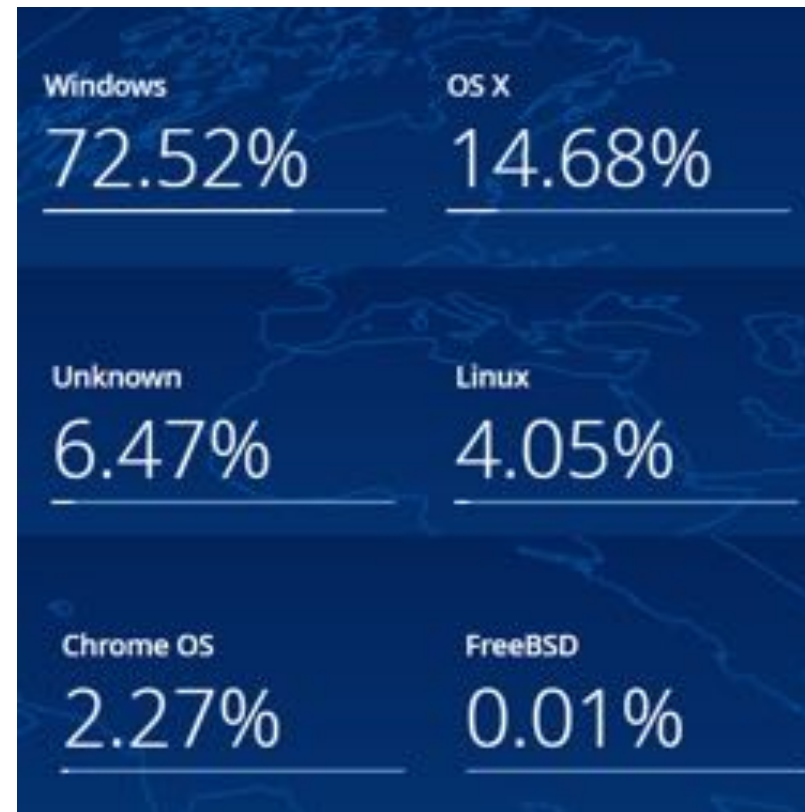 Windows OS X
72.52% 14.68%
Unknown Linux
6.47% 4.05%
Chrome OS FreeBSD
2.27% 0.01%